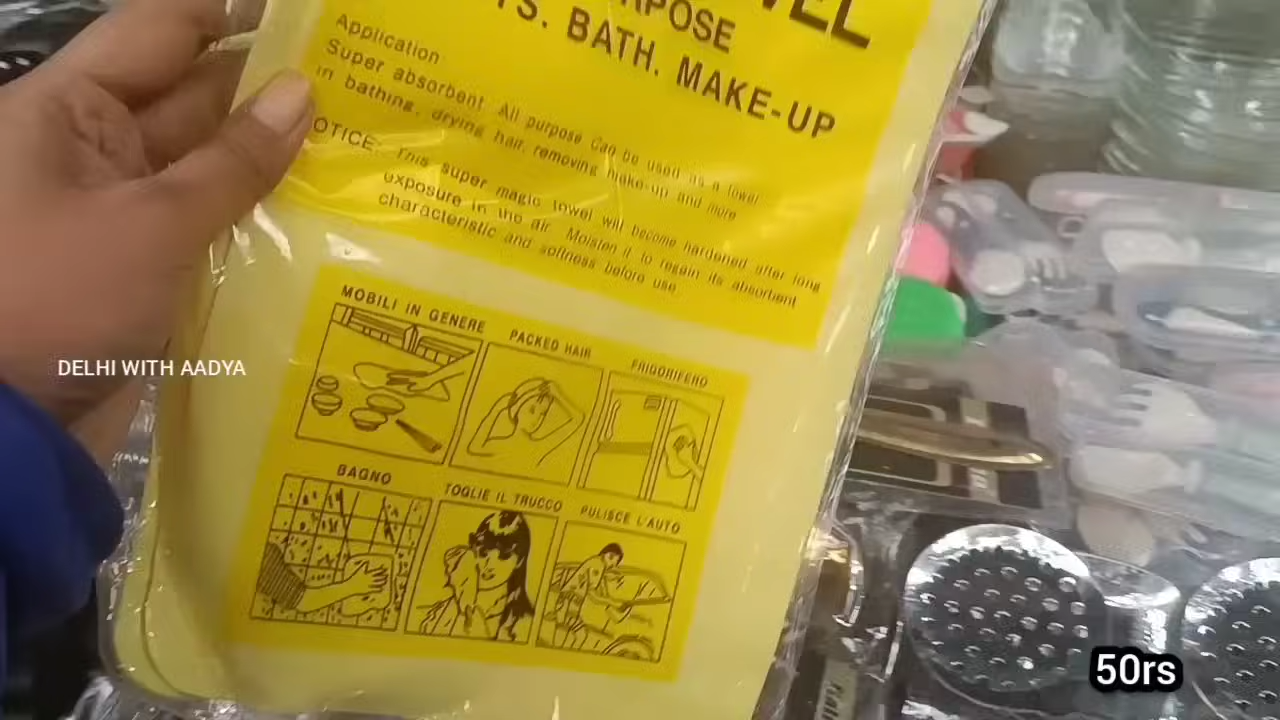 RPOSE
TS. BATH. MAKE-UP
Application
Super absorbent All purpose Can be used as a tower
in bathing, drying hair, removing make-up and more
OTICE: This super magic towel will become hardened after long
exposure in the air. Moisten it to regain its absorbent
characteristic and softness before use
MOBILI IN GENERE
PACKED HAIR
FRIGORIFERO
BAGNO
TOGLIE IL TRUCCO
PULISCE L'AUTO
DELHI WITH AADYA
50rs